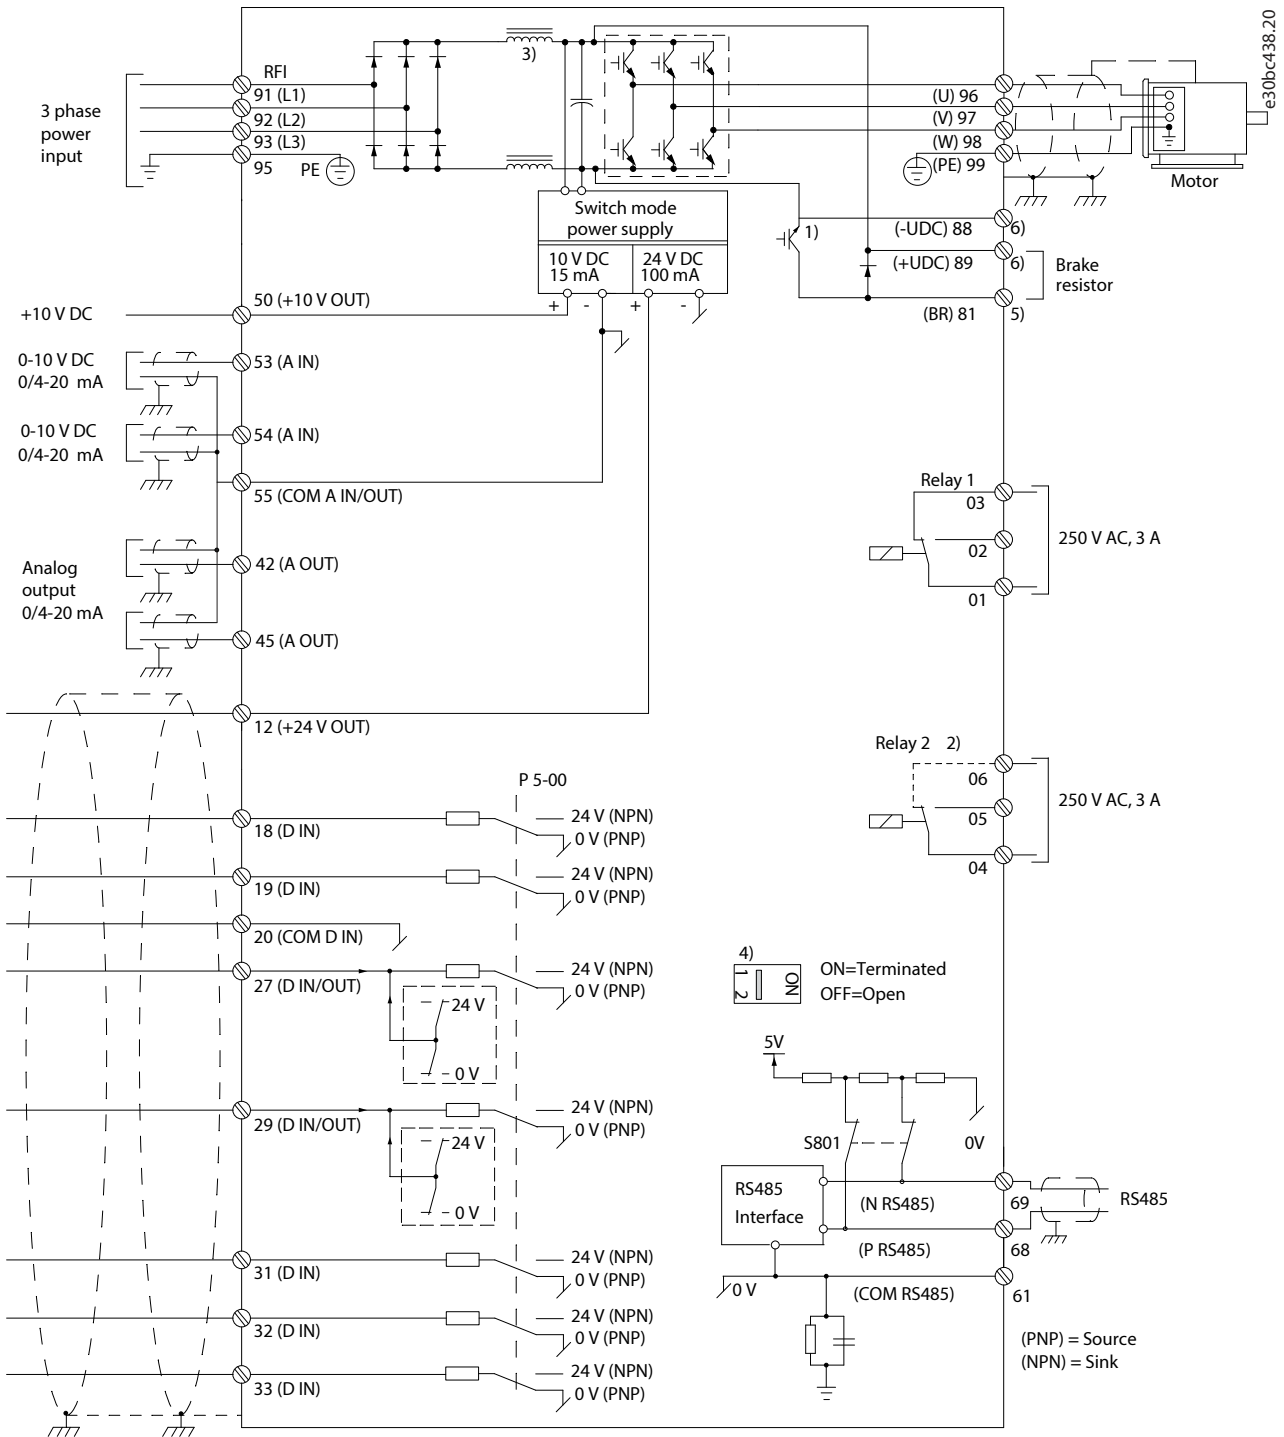 e30bc438.20
3 phase
power
input
RFI
91 (L1)
92 (L2)
93 (L3)
95
PE
3)
(U) 96
(V) 97
(W) 98
(PE) 99
Motor
Switch mode
power supply
10 V DC
15 mA
24 V DC
100 mA
+
-
+
-
1)
(-UDC) 88
6)
(+UDC) 89
6)
(BR) 81
5)
Brake
resistor
+10 V DC
50 (+10 V OUT)
0-10 V DC
0/4-20 mA
53 (A IN)
0-10 V DC
0/4-20 mA
54 (A IN)
55 (COM A IN/OUT)
Analog
output
0/4-20 mA
42 (A OUT)
45 (A OUT)
12 (+24 V OUT)
Relay 1
03
02
01
250 V AC, 3 A
Relay 2 2)
06
05
04
250 V AC, 3 A
P 5-00
18 (D IN)
24 V (NPN)
0 V (PNP)
19 (D IN)
24 V (NPN)
0 V (PNP)
20 (COM D IN)
27 (D IN/OUT)
24 V (NPN)
0 V (PNP)
24 V
0 V
29 (D IN/OUT)
24 V (NPN)
0 V (PNP)
24 V
0 V
31 (D IN)
24 V (NPN)
0 V (PNP)
32 (D IN)
24 V (NPN)
0 V (PNP)
33 (D IN)
24 V (NPN)
0 V (PNP)
4)
1 2
ON
ON=Terminated
OFF=Open
5V
S801
0V
RS485
Interface
(N RS485)
69
RS485
(P RS485)
68
0 V
(COM RS485)
61
(PNP) = Source
(NPN) = Sink